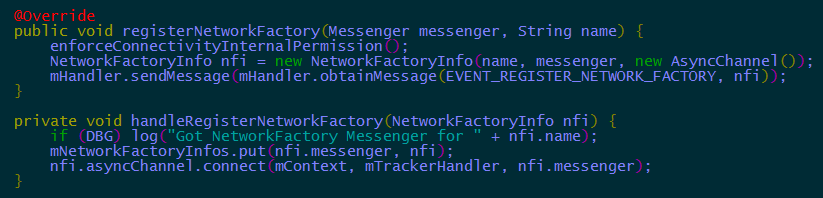 @Override
public void registerNetworkFactory(Messenger messenger, String name) {
    enforceConnectivityInternalPermission();
    NetworkFactoryInfo nfi = new NetworkFactoryInfo(name, messenger, new AsyncChannel());
    mHandler.sendMessage(mHandler.obtainMessage(EVENT_REGISTER_NETWORK_FACTORY, nfi));
}

private void handleRegisterNetworkFactory(NetworkFactoryInfo nfi) {
    if (DBG) log("Got NetworkFactory Messenger for " + nfi.name);
    mNetworkFactoryInfos.put(nfi.messenger, nfi);
    nfi.asyncChannel.connect(mContext, mTrackerHandler, nfi.messenger);
}